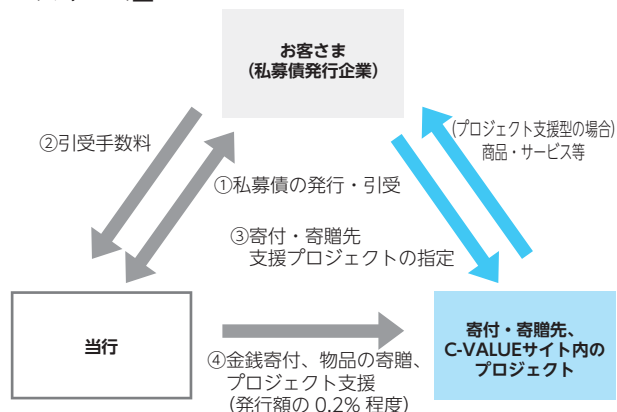 お客さま
(私募債発行企業)
②引受手数料
(プロジェクト支援型の場合)
商品・サービス等
①私募債の発行・引受
③寄付・寄贈先
支援プロジェクトの指定
当行
寄付・寄贈先、
C-VALUEサイト内の
プロジェクト
④金銭寄付、物品の寄贈、
プロジェクト支援
(発行額の 0.2% 程度)